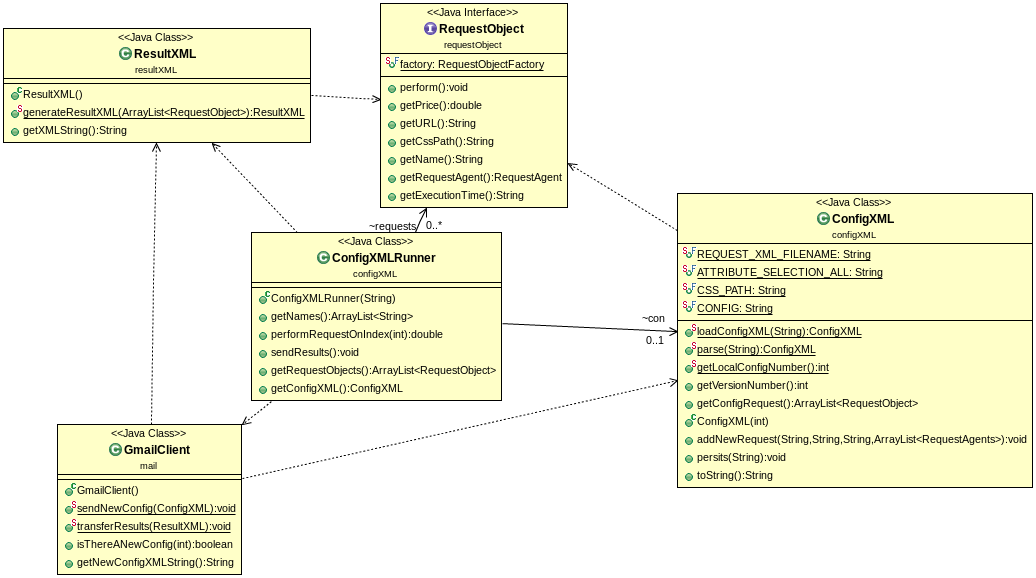 <<Java Interface>>
RequestObject
requestObject
factory: RequestObjectFactory
perform():void
getPrice():double
getURL():String
getCssPath():String
getName():String
getRequestAgent():RequestAgent
getExecutionTime():String
<<Java Class>>
ResultXML
resultXML
ResultXML()
generateResultXML(ArrayList<RequestObject>):ResultXML
getXMLString():String
~requests
0..*
<<Java Class>>
ConfigXMLRunner
configXML
ConfigXMLRunner(String)
getNames():ArrayList<String>
performRequestOnIndex(int):double
sendResults():void
getRequestObjects():ArrayList<RequestObject>
getConfigXML():ConfigXML
~con
0..1
<<Java Class>>
ConfigXML
configXML
REQUEST_XML_FILENAME: String
ATTRIBUTE_SELECTION_ALL: String
CSS_PATH: String
CONFIG: String
loadConfigXML(String):ConfigXML
parse(String):ConfigXML
getLocalConfigNumber():int
getVersionNumber():int
getConfigRequest():ArrayList<RequestObject>
ConfigXML(int)
addNewRequest(String,String,String,ArrayList<RequestAgents>):void
persits(String):void
toString():String
<<Java Class>>
GmailClient
mail
GmailClient()
sendNewConfig(ConfigXML):void
transferResults(ResultXML):void
isThereANewConfig(int):boolean
getNewConfigXMLString():String